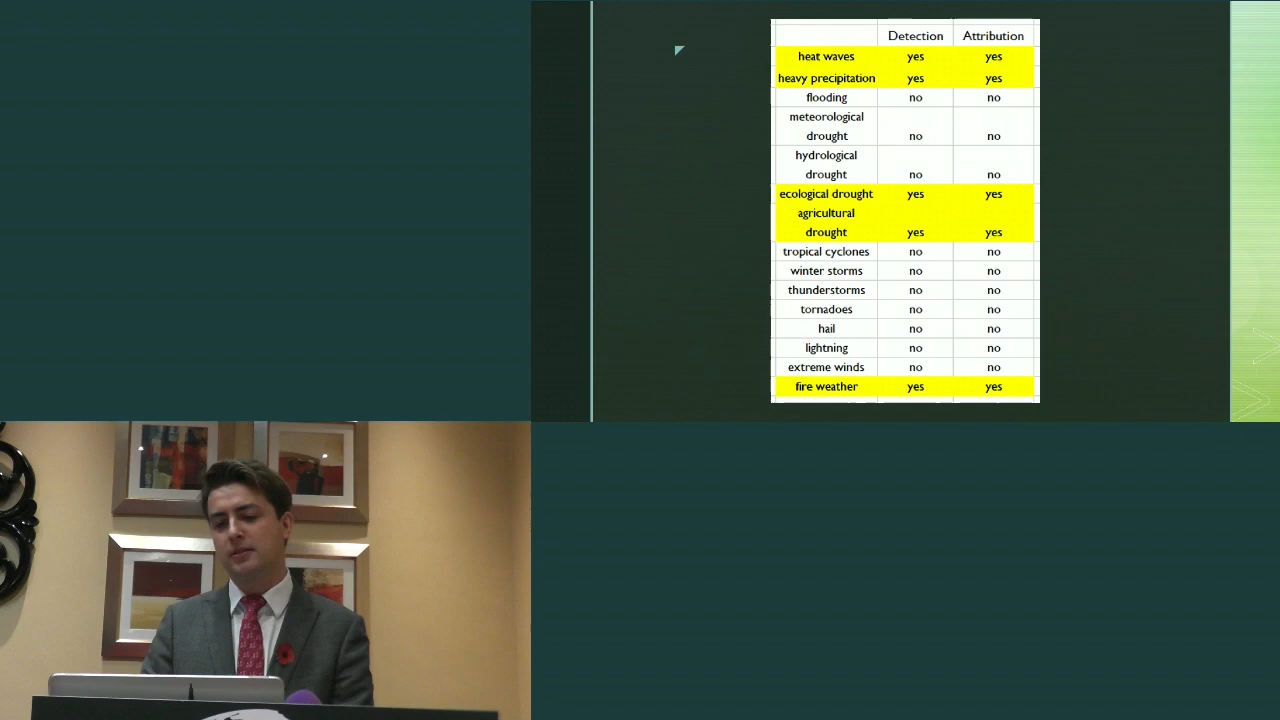 Detection Attribution
heat waves yes yes
heavy precipitation yes yes
flooding no no
meteorological
drought no no
hydrological
drought no no
ecological drought yes yes
agricultural
drought yes yes
tropical cyclones no no
winter storms no no
thunderstorms no no
tornadoes no no
hail no no
lightning no no
extreme winds no no
fire weather yes yes